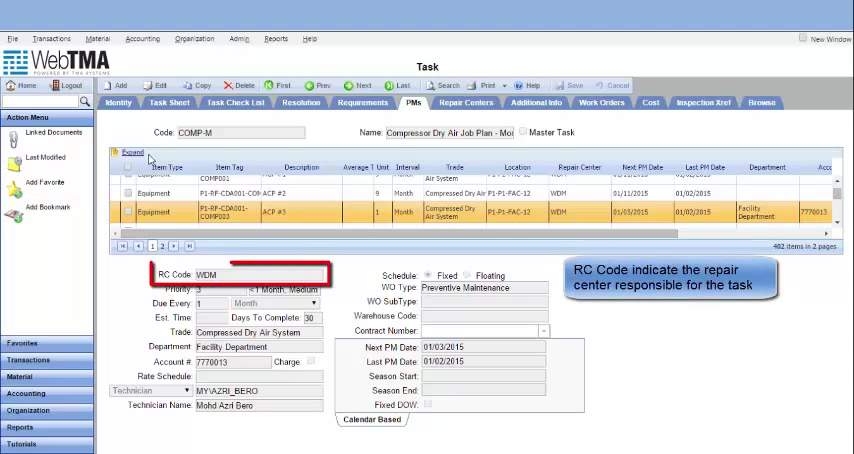 File Transactions Material Accounting Organization Admin Reports Help New Window
WebTMA
POWERED BY TMA SYSTEMS
Task
Home Logout Add Edit Copy Delete First Prev Next Last Search Print Help Save Cancel
Identity Task Sheet Task Check List Resolution Requirements PMs Repair Centers Additional Info Work Orders Cost Inspection Xref Browse
Action Menu
Linked Documents
Last Modified
Add Favorite
Add Bookmark
Favorites
Transactions
Material
Accounting
Organization
Reports
Tutorials
Code: COMP-M Name: Compressor Dry Air Job Plan - Mo Master Task
Expand
Item Type Item Tag Description Average T Unit Interval Trade Location Repair Center Next PM Date Last PM Date Department Acco
COMP001 Air System
Equipment P1-RF-CDA001-COM ACP #2 9 Month Compressed Dry Air P1-P1-FAC-12 WDM 01/11/2015 01/02/2015
Equipment P1-RF-CDA001-COMP003 ACP #3 1 Month Compressed Dry Air System P1-P1-FAC-12 WDM 01/03/2015 01/02/2015 Facility Department 7770013
1 2 402 items in 2 pages
RC Code: WDM
Priority: 3 <1 Month, Medium
Due Every: 1 Month
Est. Time: Days To Complete: 30
Trade: Compressed Dry Air System
Department: Facility Department
Account #: 7770013 Charge:
Rate Schedule:
Technician MY\AZRI_BERO
Technician Name: Mohd Azri Bero
Schedule: Fixed Floating
WO Type: Preventive Maintenance
WO SubType:
Warehouse Code:
Contract Number:
Next PM Date: 01/03/2015
Last PM Date: 01/02/2015
Season Start:
Season End:
Fixed DOW:
Calendar Based
RC Code indicate the repair
center responsible for the task